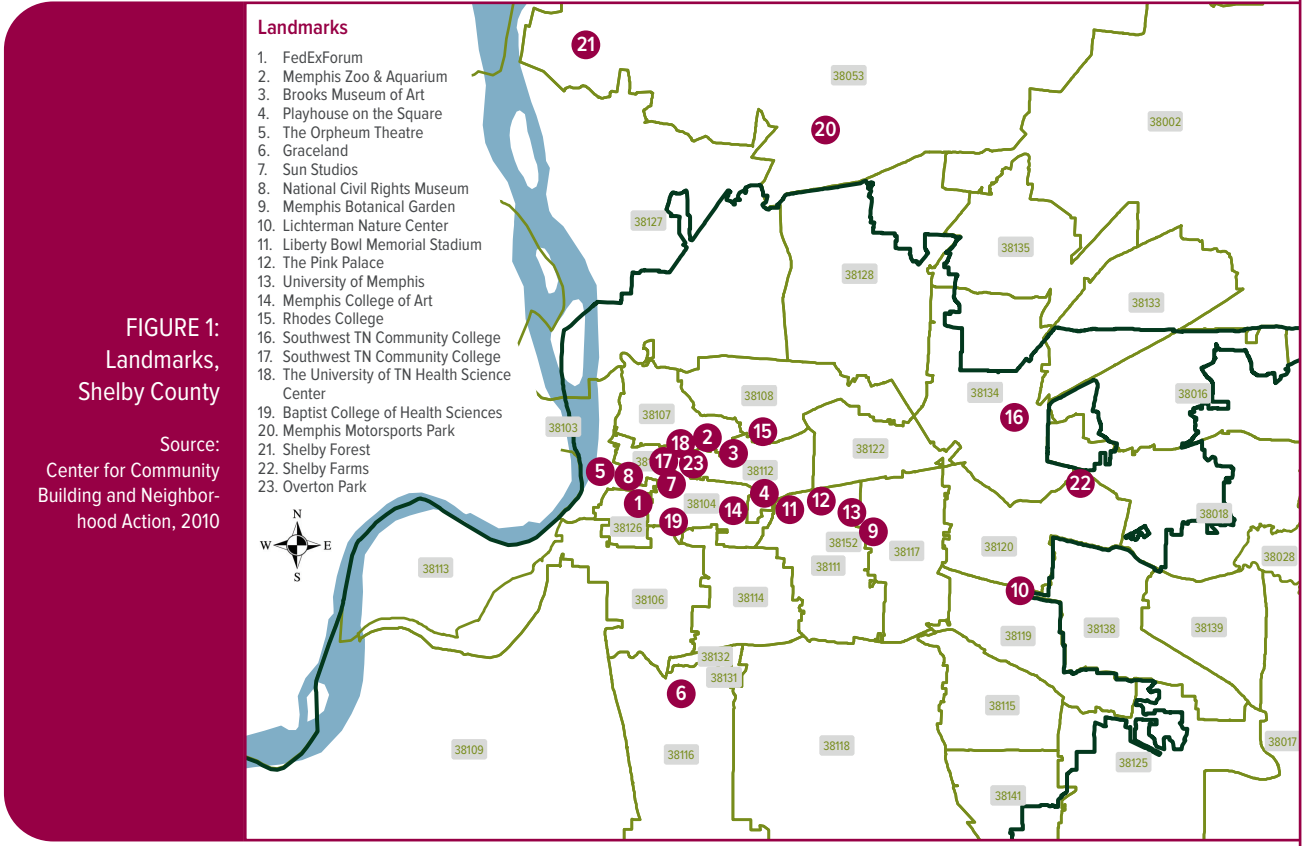 FIGURE 1:
Landmarks,
Shelby County
Source:
Center for Community
Building and Neighbor-
hood Action, 2010
Landmarks
1. FedExForum
2. Memphis Zoo & Aquarium
3. Brooks Museum of Art
4. Playhouse on the Square
5. The Orpheum Theatre
6. Graceland
7. Sun Studios
8. National Civil Rights Museum
9. Memphis Botanical Garden
10. Lichterman Nature Center
11. Liberty Bowl Memorial Stadium
12. The Pink Palace
13. University of Memphis
14. Memphis College of Art
15. Rhodes College
16. Southwest TN Community College
17. Southwest TN Community College
18. The University of TN Health Science
Center
19. Baptist College of Health Sciences
20. Memphis Motorsports Park
21. Shelby Forest
22. Shelby Farms
23. Overton Park
N
W E
S
21
38053
20
38002
38127
38135
38128
38133
38134
38016
38108
38107
16
38103
15
2
18
3
38122
17
23
5
8
7
38112
22
4
12
1
38104
14
11
13
38018
19
38126
9
38152
38117
38120
38028
38111
38113
10
38106
38114
38119
38138
38139
38132
38131
6
38115
38109
38116
38118
38017
38125
38141